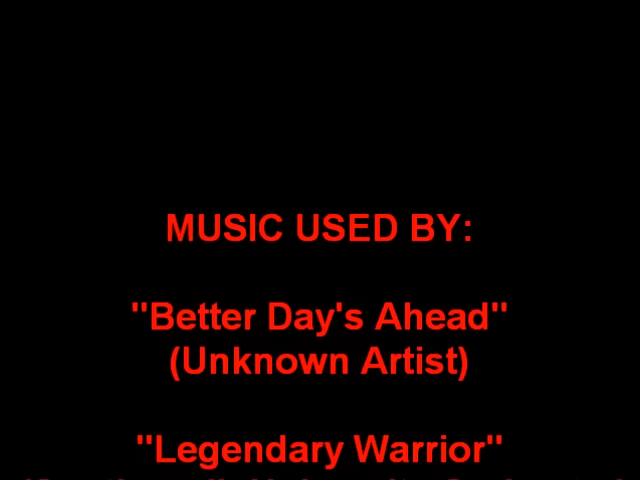 MUSIC USED BY:
"Better Day's Ahead"
(Unknown Artist)
"Legendary Warrior"